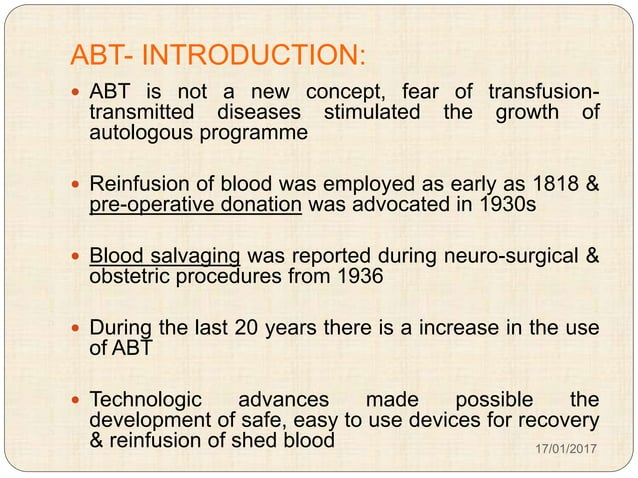 ABT- INTRODUCTION:
• ABT is not a new concept, fear of transfusion-
transmitted diseases stimulated the growth of
autologous programme
• Reinfusion of blood was employed as early as 1818 &
pre-operative donation was advocated in 1930s
• Blood salvaging was reported during neuro-surgical &
obstetric procedures from 1936
• During the last 20 years there is a increase in the use
of ABT
• Technologic advances made possible the
development of safe, easy to use devices for recovery
& reinfusion of shed blood
17/01/2017